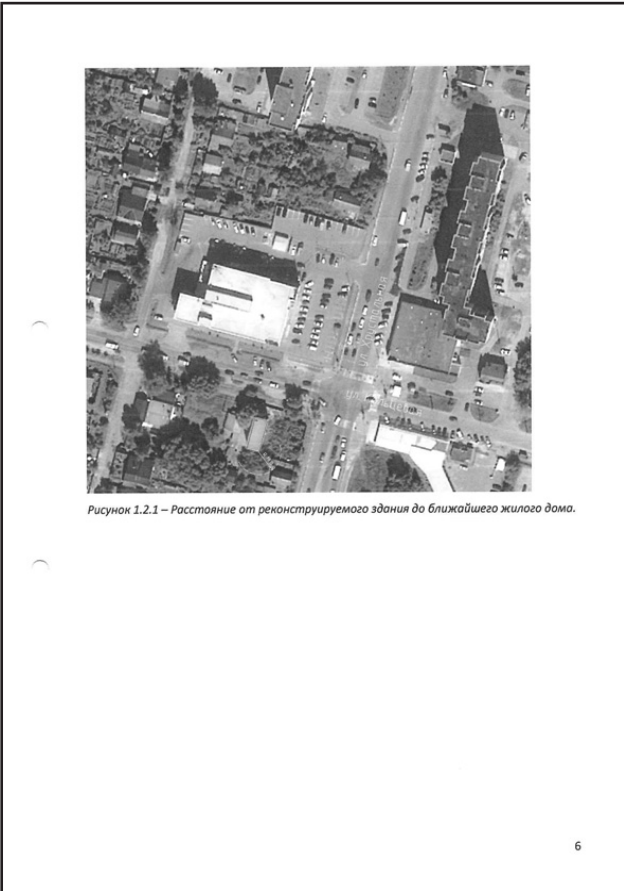 Рисунок 1.2.1 – Расстояние от реконструируемого здания до ближайшего жилого дома.
6